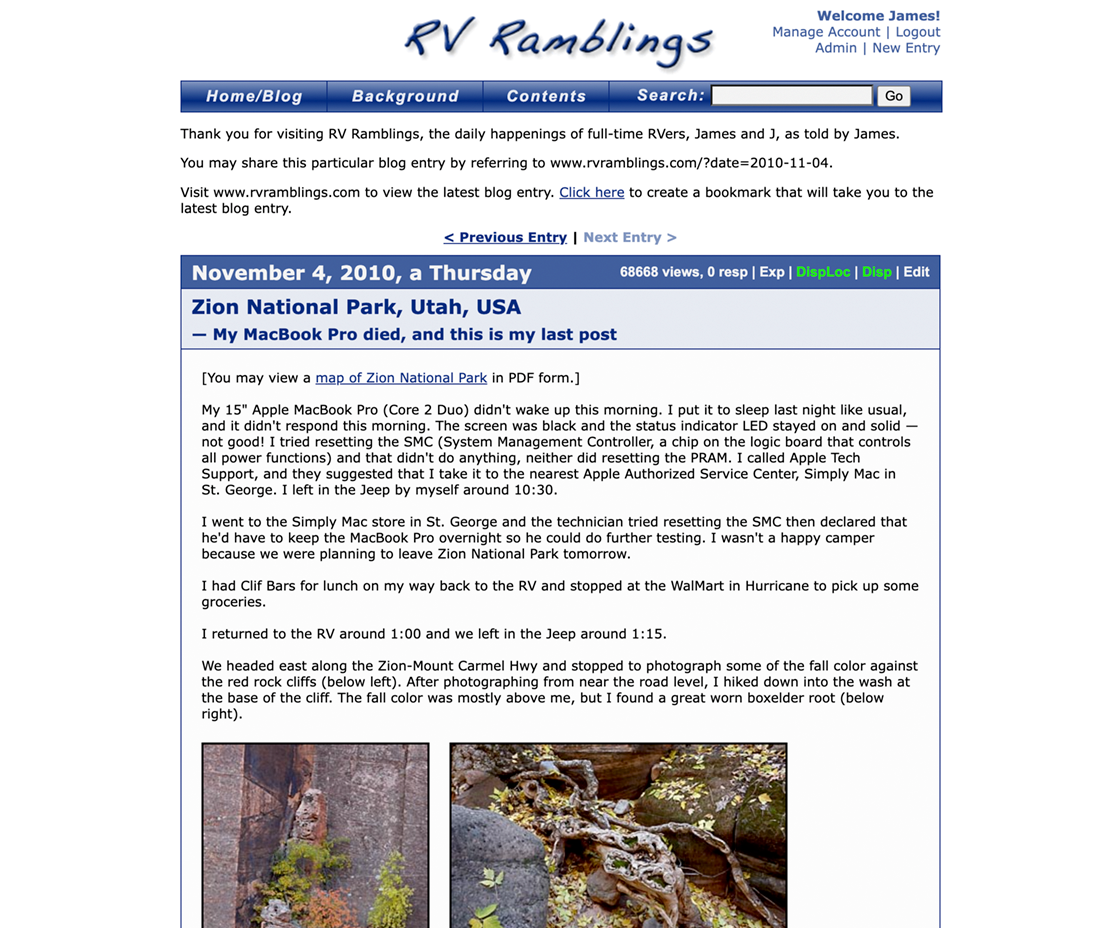 RV Ramblings
Welcome James!
Manage Account | Logout
Admin | New Entry
Home/Blog Background Contents Search: Go
Thank you for visiting RV Ramblings, the daily happenings of full-time RVers, James and J, as told by James.
You may share this particular blog entry by referring to www.rvramblings.com/?date=2010-11-04.
Visit www.rvramblings.com to view the latest blog entry. Click here to create a bookmark that will take you to the
latest blog entry.
< Previous Entry | Next Entry >
November 4, 2010, a Thursday 68668 views, 0 resp | Exp | DispLoc | Disp | Edit
Zion National Park, Utah, USA
— My MacBook Pro died, and this is my last post
[You may view a map of Zion National Park in PDF form.]
My 15" Apple MacBook Pro (Core 2 Duo) didn't wake up this morning. I put it to sleep last night like usual,
and it didn't respond this morning. The screen was black and the status indicator LED stayed on and solid —
not good! I tried resetting the SMC (System Management Controller, a chip on the logic board that controls
all power functions) and that didn't do anything, neither did resetting the PRAM. I called Apple Tech
Support, and they suggested that I take it to the nearest Apple Authorized Service Center, Simply Mac in
St. George. I left in the Jeep by myself around 10:30.
I went to the Simply Mac store in St. George and the technician tried resetting the SMC then declared that
he'd have to keep the MacBook Pro overnight so he could do further testing. I wasn't a happy camper
because we were planning to leave Zion National Park tomorrow.
I had Clif Bars for lunch on my way back to the RV and stopped at the WalMart in Hurricane to pick up some
groceries.
I returned to the RV around 1:00 and we left in the Jeep around 1:15.
We headed east along the Zion-Mount Carmel Hwy and stopped to photograph some of the fall color against
the red rock cliffs (below left). After photographing from near the road level, I hiked down into the wash at
the base of the cliff. The fall color was mostly above me, but I found a great worn boxelder root (below
right).